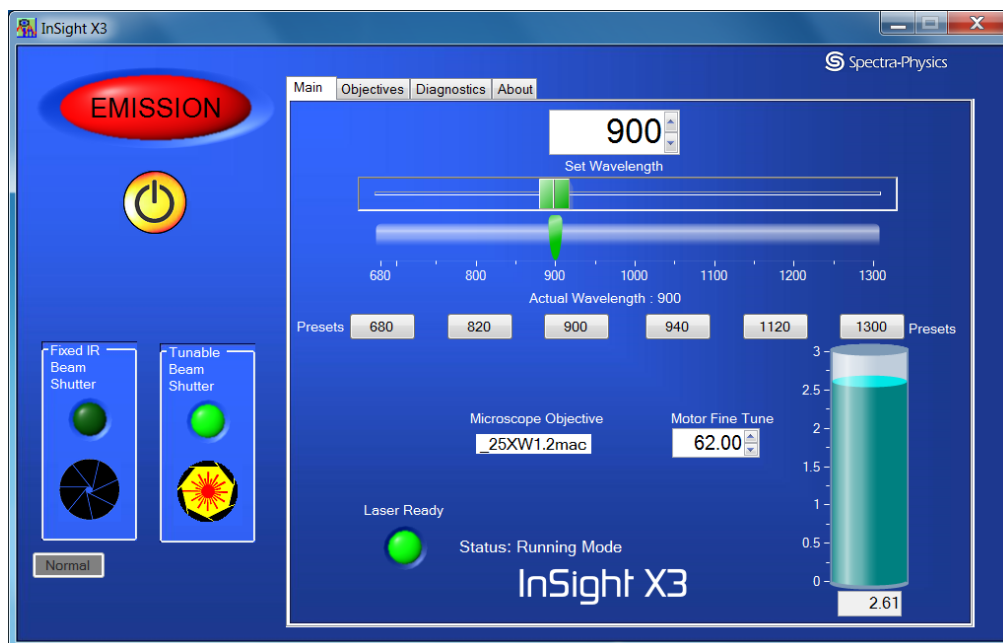 InSight X3
Spectra-Physics
EMISSION
Main Objectives Diagnostics About
900
Set Wavelength
680 800 900 1000 1100 1200 1300
Actual Wavelength : 900
Presets 680 820 900 940 1120 1300 Presets
Fixed IR
Beam
Shutter
Tunable
Beam
Shutter
3
2.5
2
1.5
1
0.5
0
2.61
Microscope Objective
_25XW1.2mac
Motor Fine Tune
62.00
Laser Ready
Status: Running Mode
InSight X3
Normal